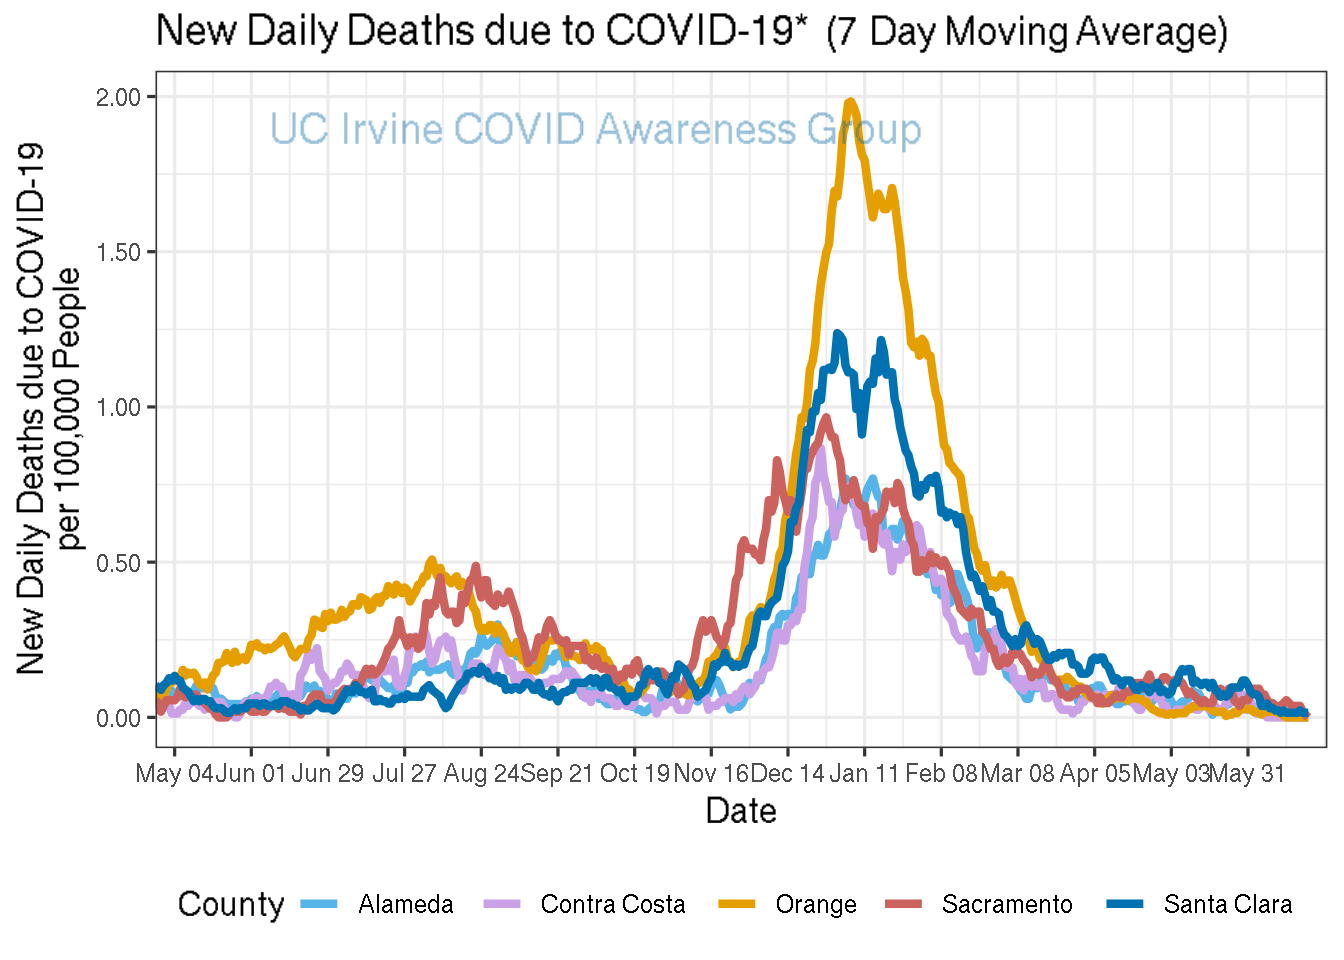 New Daily Deaths due to COVID-19* (7 Day Moving Average)
UC Irvine COVID Awareness Group
New Daily Deaths due to COVID-19
per 100,000 People
2.00
1.50
1.00
0.50
0.00
May 04 Jun 01 Jun 29 Jul 27 Aug 24 Sep 21 Oct 19 Nov 16 Dec 14 Jan 11 Feb 08 Mar 08 Apr 05 May 03 May 31
Date
County Alameda Contra Costa Orange Sacramento Santa Clara